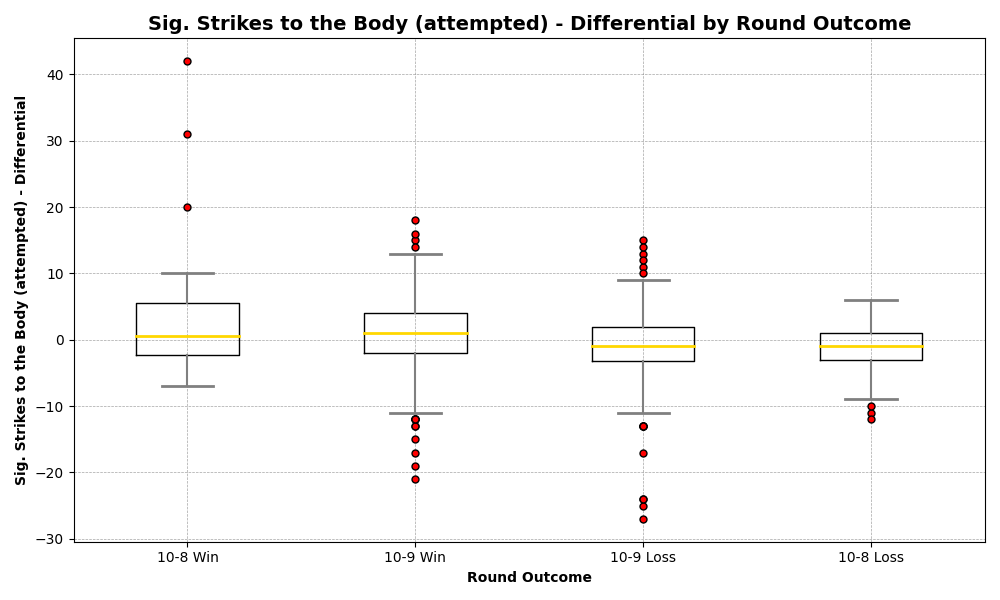 Sig. Strikes to the Body (attempted) - Differential by Round Outcome
Sig. Strikes to the Body (attempted) - Differential
40
30
20
10
0
−10
−20
−30
10-8 Win
10-9 Win
10-9 Loss
10-8 Loss
Round Outcome